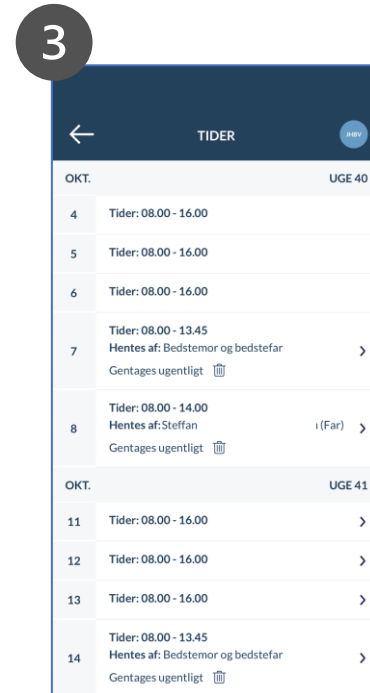 3
TIDER
JHBV
OKT. UGE 40
4 Tider: 08.00 - 16.00
5 Tider: 08.00 - 16.00
6 Tider: 08.00 - 16.00
Tider: 08.00 - 13.45
7 Hentes af: Bedstemor og bedstefar
Gentages ugentligt
Tider: 08.00 - 14.00
8 Hentes af: Steffan (Far)
Gentages ugentligt
OKT. UGE 41
11 Tider: 08.00 - 16.00
12 Tider: 08.00 - 16.00
13 Tider: 08.00 - 16.00
Tider: 08.00 - 13.45
14 Hentes af: Bedstemor og bedstefar
Gentages ugentligt